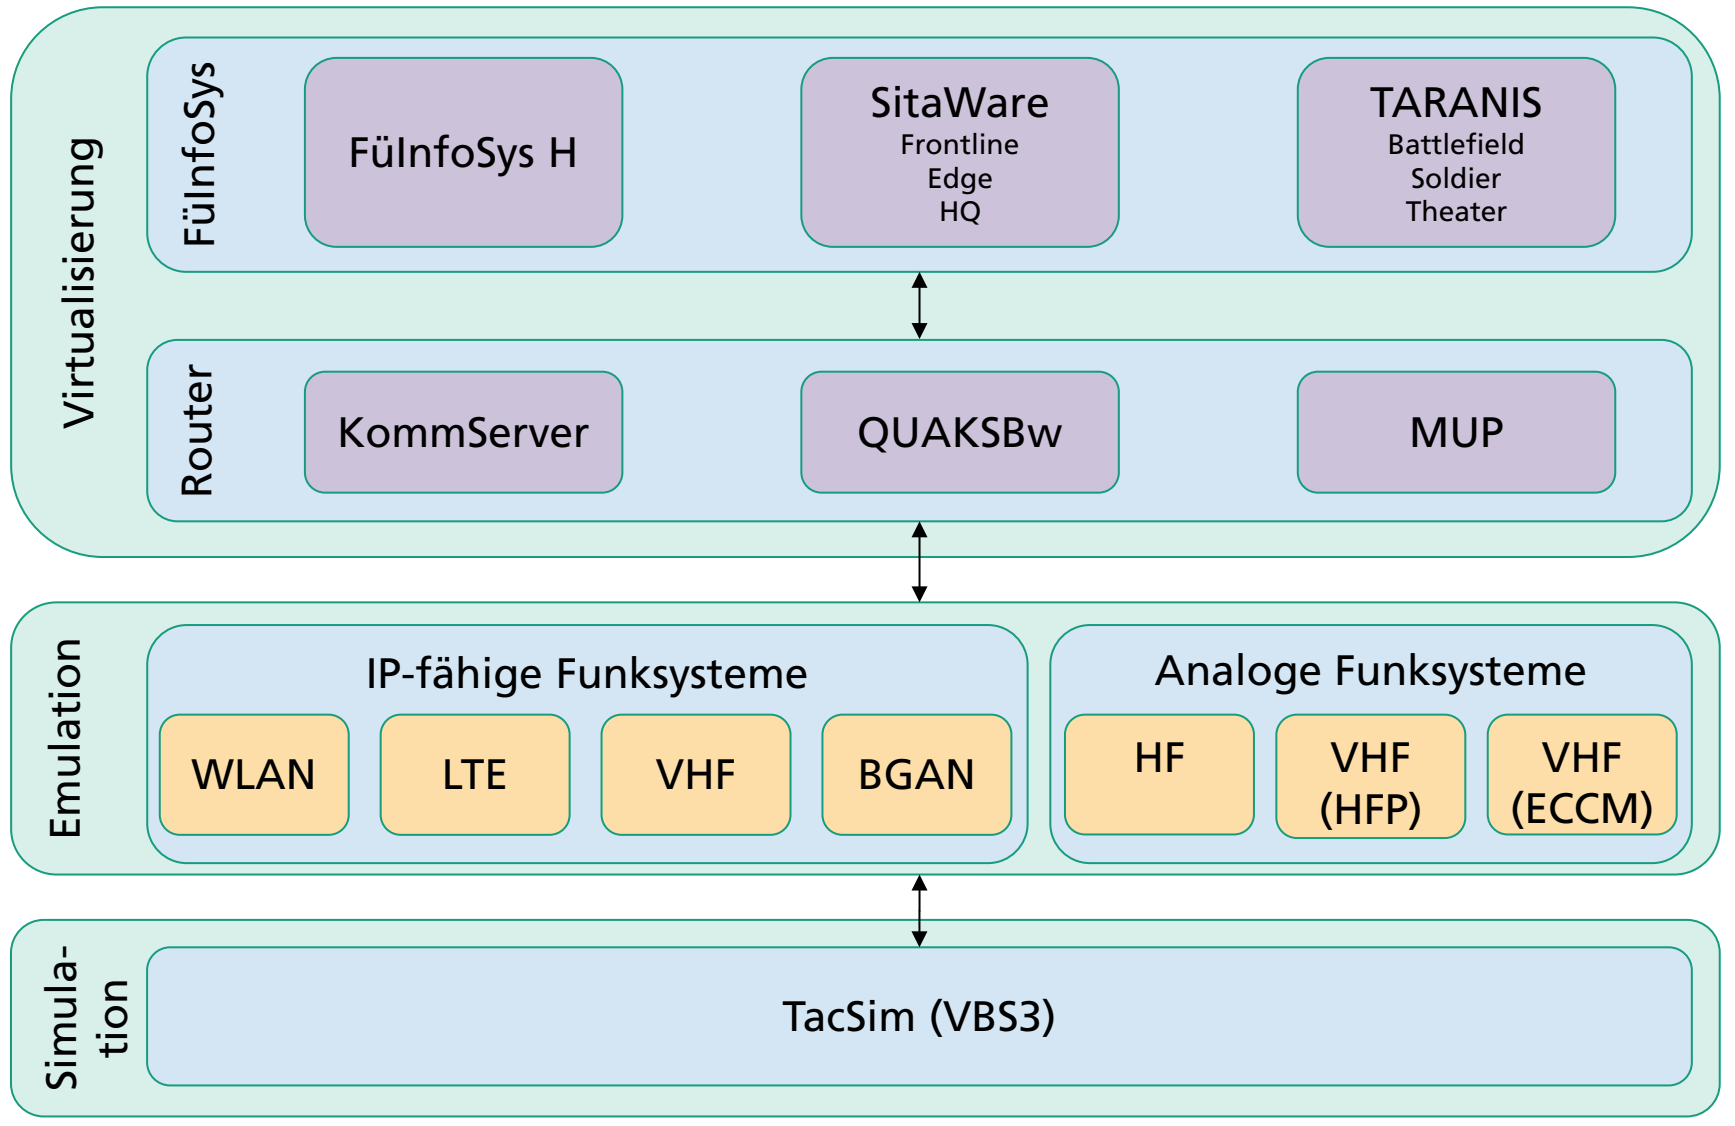 Virtualisierung
FüInfoSys
FüInfoSys H
SitaWare
Frontline
Edge
HQ
TARANIS
Battlefield
Soldier
Theater
Router
KommServer
QUAKSBw
MUP
Emulation
IP-fähige Funksysteme
WLAN
LTE
VHF
BGAN
Analoge Funksysteme
HF
VHF
(HFP)
VHF
(ECCM)
Simula-
tion
TacSim (VBS3)